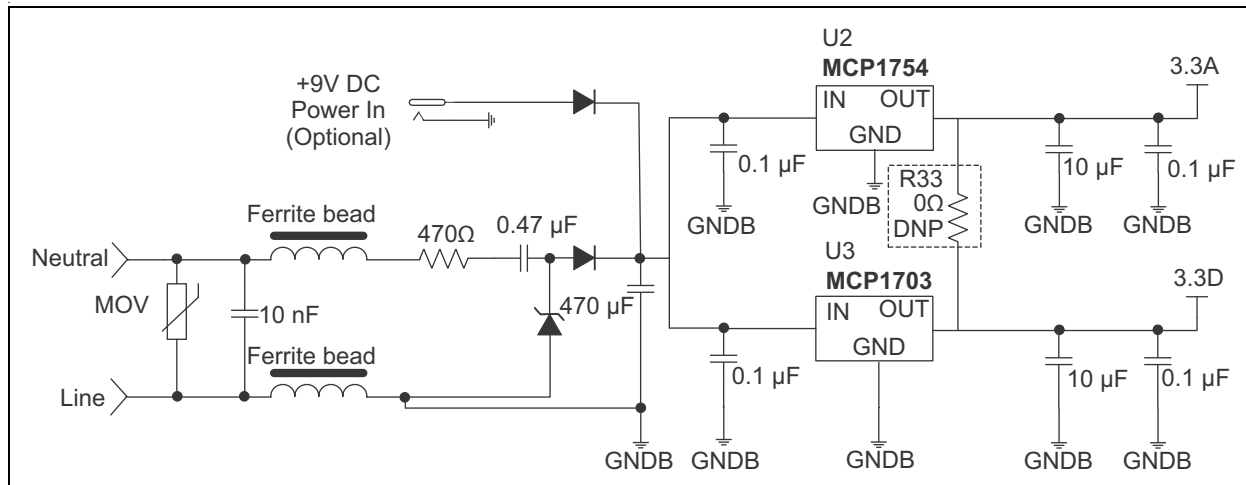 +9V DC
Power In
(Optional)
Neutral
MOV
Line
10 nF
Ferrite bead
Ferrite bead
470Ω
0.47 µF
470 µF
GNDB
0.1 µF
GNDB
0.1 µF
GNDB
U2
MCP1754
IN OUT
GND
GNDB
R33
0Ω
DNP
U3
MCP1703
IN OUT
GND
GNDB
3.3A
10 µF
GNDB
0.1 µF
GNDB
3.3D
10 µF
GNDB
0.1 µF
GNDB